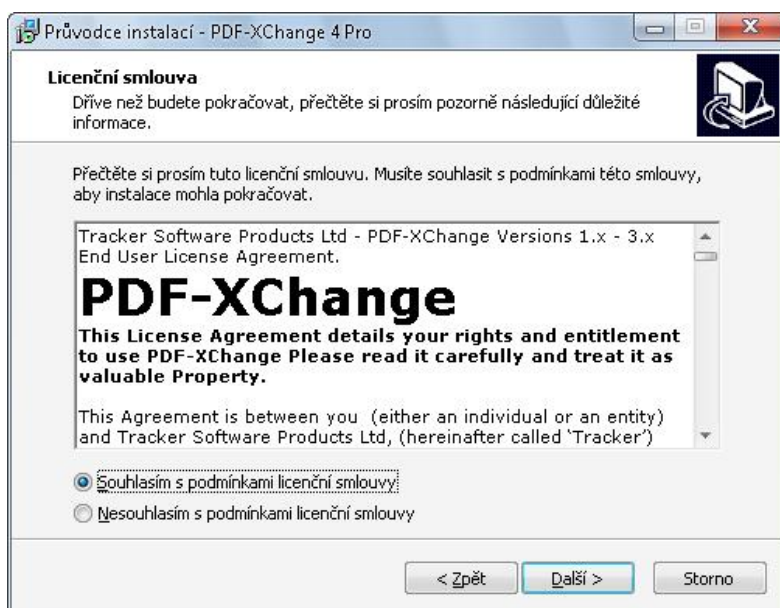 Průvodce instalací - PDF-XChange 4 Pro
Licenční smlouva
Dříve než budete pokračovat, přečtěte si prosím pozorně následující důležité
informace.
Přečtěte si prosím tuto licenční smlouvu. Musíte souhlasit s podmínkami této smlouvy,
aby instalace mohla pokračovat.
Tracker Software Products Ltd - PDF-XChange Versions 1.x - 3.x
End User License Agreement.
PDF-XChange
This License Agreement details your rights and entitlement
to use PDF-XChange Please read it carefully and treat it as
valuable Property.
This Agreement is between you  (either an individual or an entity)
and Tracker Software Products Ltd, (hereinafter called ‘Tracker’)
Souhlasím s podmínkami licenční smlouvy
Nesouhlasím s podmínkami licenční smlouvy
< Zpět
Další >
Storno